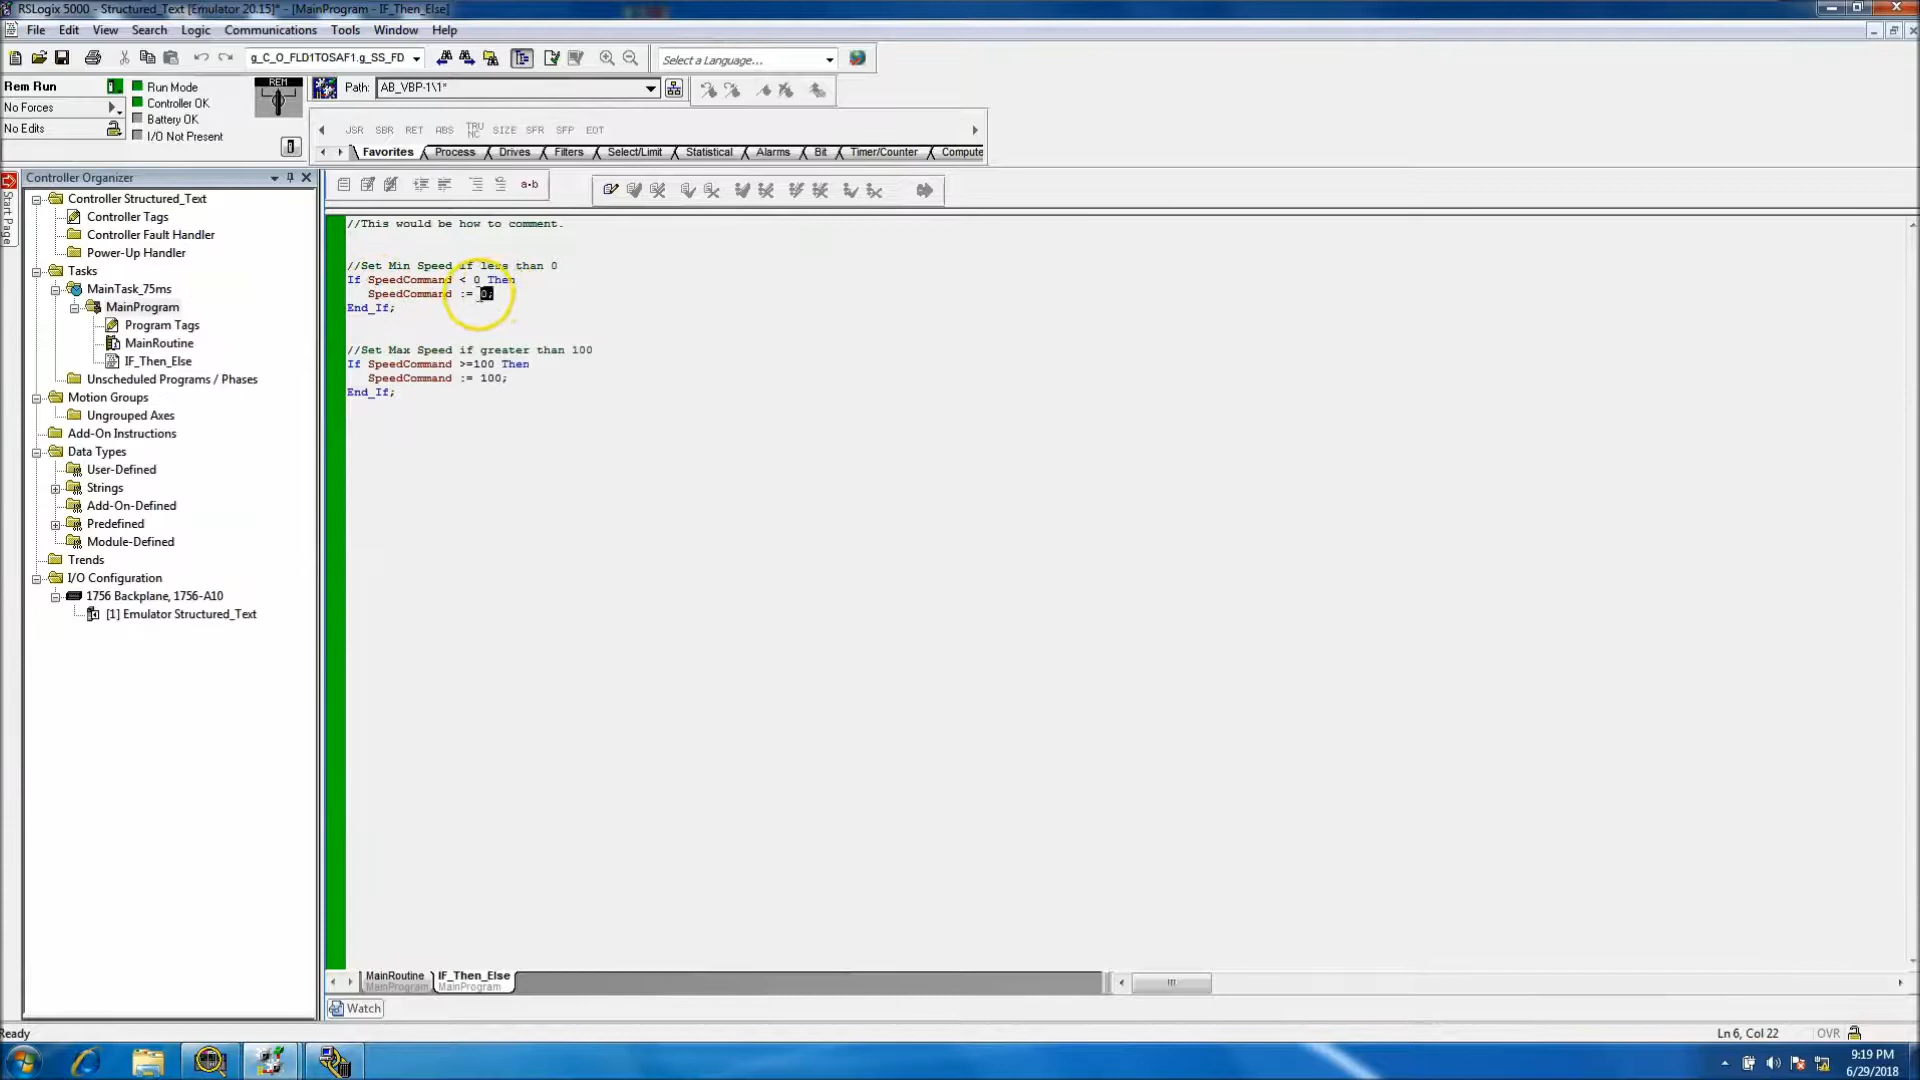 RSLogix 5000 - Structured_Text [Emulator 20.15]* - [MainProgram - IF_Then_Else]
File Edit View Search Logic Communications Tools Window Help
g_C_O_FLD1TOSAF1.g_SS_FD
Select a Language...
Rem Run
Run Mode
No Forces
Controller OK
Battery OK
No Edits
I/O Not Present
REM
Path: AB_VBP-1\1*
JSR SBR RET ABS TRUNC SIZE SFR SFP EOT
Favorites Process Drives Filters Select/Limit Statistical Alarms Bit Timer/Counter Compute
Start Page
Controller Organizer
Controller Structured_Text
Controller Tags
Controller Fault Handler
Power-Up Handler
Tasks
MainTask_75ms
MainProgram
Program Tags
MainRoutine
IF_Then_Else
Unscheduled Programs / Phases
Motion Groups
Ungrouped Axes
Add-On Instructions
Data Types
User-Defined
Strings
Add-On-Defined
Predefined
Module-Defined
Trends
I/O Configuration
1756 Backplane, 1756-A10
[1] Emulator Structured_Text
a-b
//This would be how to comment.
//Set Min Speed if less than 0
If SpeedCommand < 0 Then
SpeedCommand := 0;
End_If;
//Set Max Speed if greater than 100
If SpeedCommand >=100 Then
SpeedCommand := 100;
End_If;
MainRoutine
MainProgram
IF_Then_Else
MainProgram
Watch
Ready
Ln 6, Col 22
OVR
9:19 PM
6/29/2018